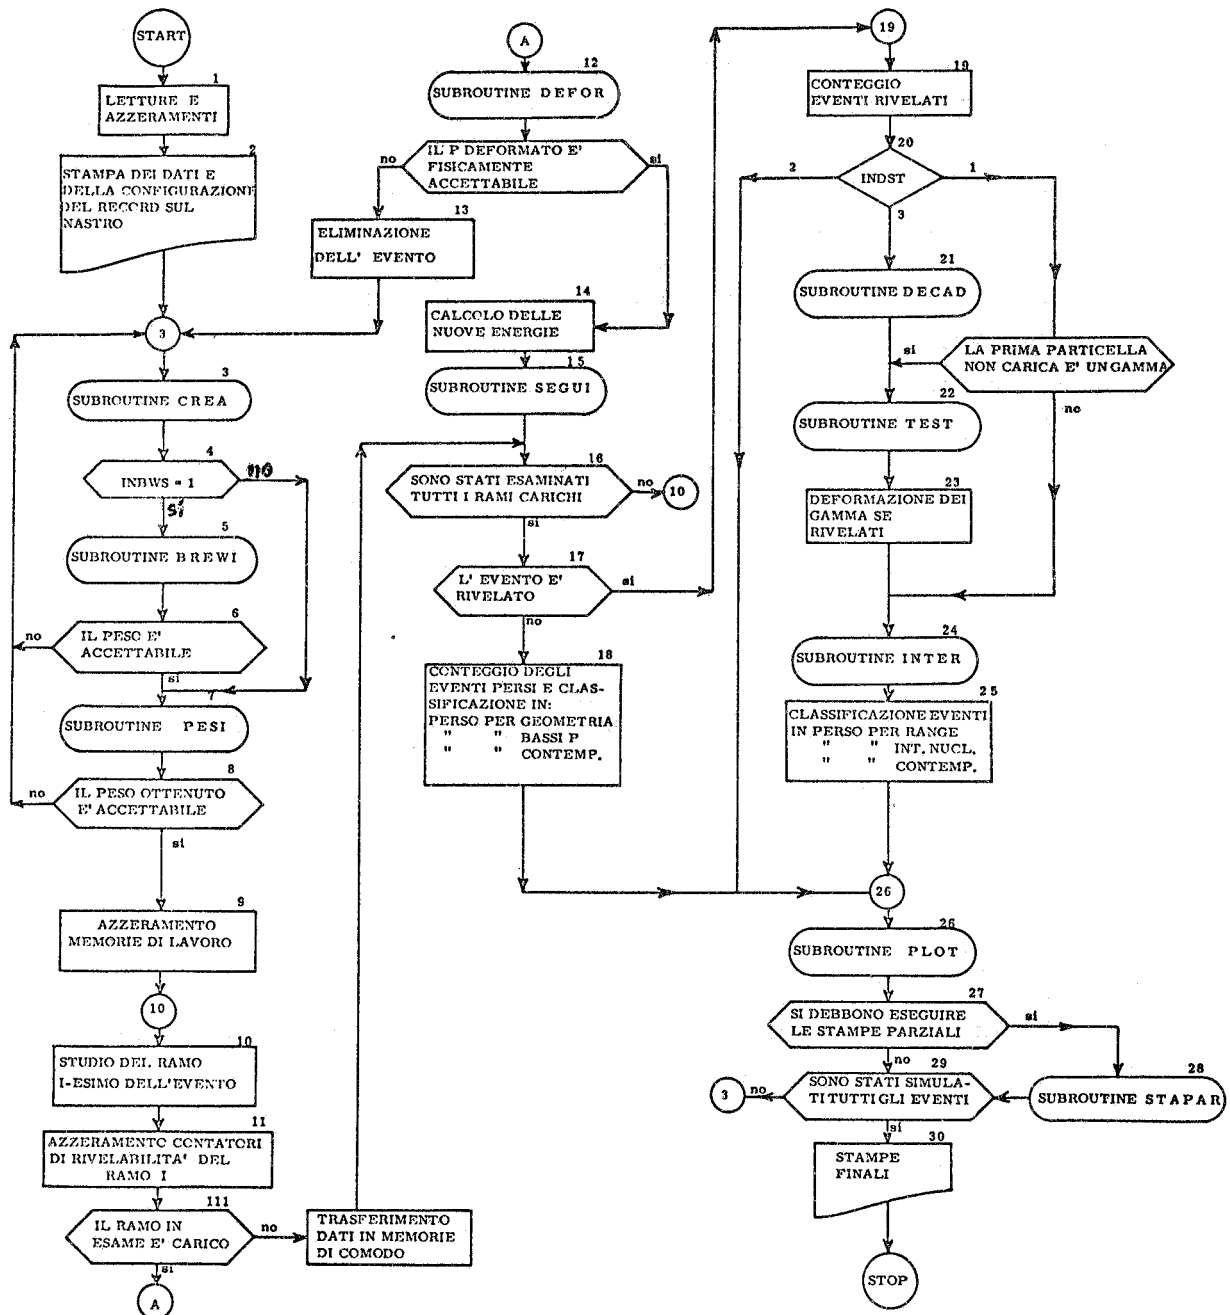 START
1
LETTURE E
AZZERAMENTI
2
STAMPA DEI DATI E
DELLA CONFIGURAZIONE
DEL RECORD SUL
NASTRO
3
3
SUBROUTINE CREA
4
INBWS = 1
no
si
5
SUBROUTINE BREWI
6
IL PESO E'
ACCETTABILE
no
si
7
SUBROUTINE PESI
8
IL PESO OTTENUTO
E' ACCETTABILE
no
si
9
AZZERAMENTO
MEMORIE DI LAVORO
10
10
STUDIO DEL RAMO
I-ESIMO DELL'EVENTO
11
AZZERAMENTO CONTATORI
DI RIVELABILITA' DEL
RAMO I
111
IL RAMO IN
ESAME E' CARICO
no
si
A
TRASFERIMENTO
DATI IN MEMORIE
DI COMODO
A
12
SUBROUTINE DEFOR
IL P DEFORMATO E'
FISICAMENTE
ACCETTABILE
no
si
13
ELIMINAZIONE
DELL' EVENTO
14
CALCOLO DELLE
NUOVE ENERGIE
15
SUBROUTINE SEGUI
16
SONO STATI ESAMINATI
TUTTI I RAMI CARICHI
no
10
si
17
L' EVENTO E'
RIVELATO
si
no
18
CONTEGGIO DEGLI
EVENTI PERSI E CLAS-
SIFICAZIONE IN:
PERSO PER GEOMETRIA
" " BASSI P
" " CONTEMP.
19
19
CONTEGGIO
EVENTI RIVELATI
20
INDST
2
1
3
21
SUBROUTINE DECAD
LA PRIMA PARTICELLA
NON CARICA E' UN GAMMA
si
no
22
SUBROUTINE TEST
23
DEFORMAZIONE DEI
GAMMA SE
RIVELATI
24
SUBROUTINE INTER
25
CLASSIFICAZIONE EVENTI
IN PERSO PER RANGE
" " INT. NUCL.
" " CONTEMP.
26
26
SUBROUTINE PLOT
27
SI DEBBONO ESEGUIRE
LE STAMPE PARZIALI
si
no
28
SUBROUTINE STAPAR
29
SONO STATI SIMULA-
TI TUTTI GLI EVENTI
no
3
si
30
STAMPE
FINALI
STOP